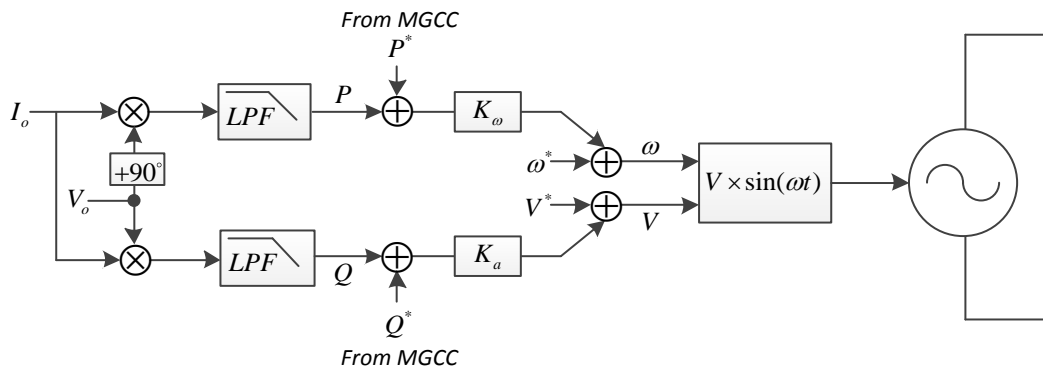 From MGCC
P*
I_o
LPF
P
K_ω
+90°
ω*
ω
V × sin(ωt)
V_o
V*
V
LPF
Q
K_a
Q*
From MGCC